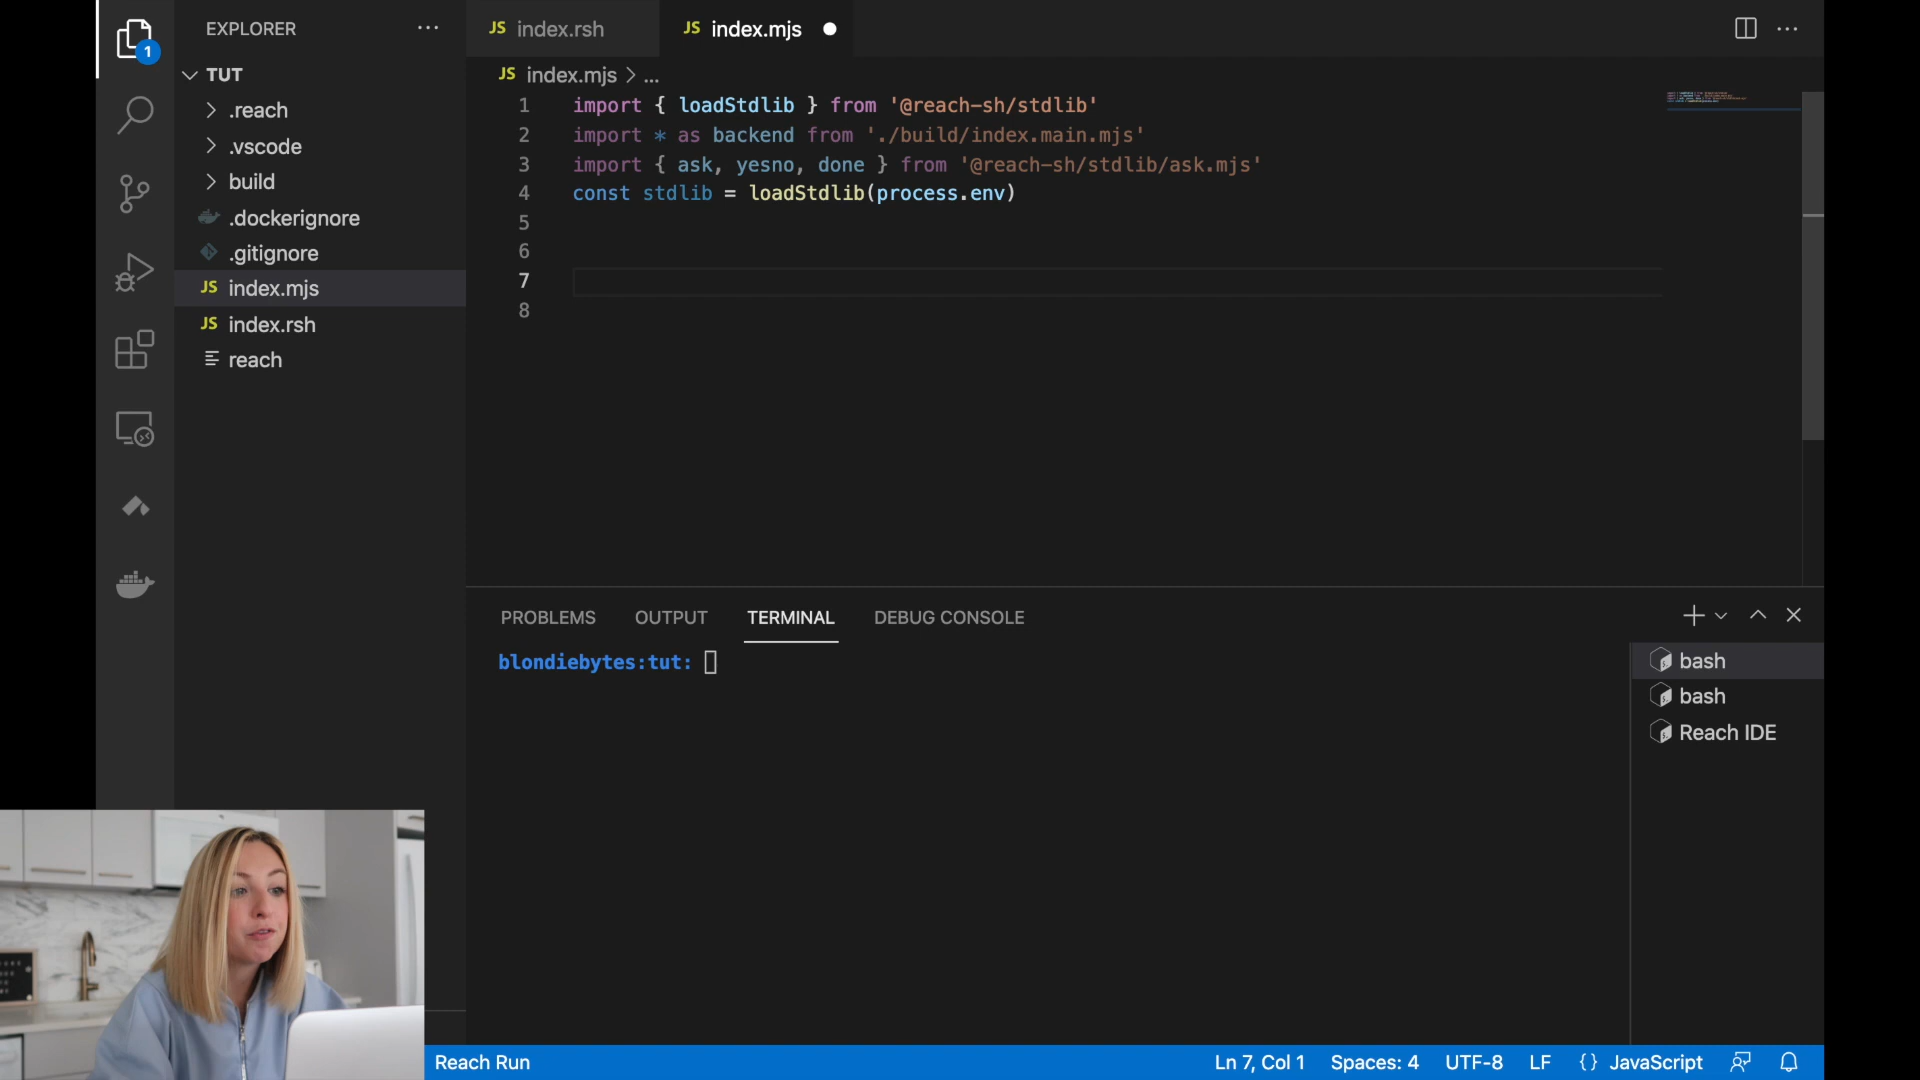 EXPLORER
TUT
.reach
.vscode
build
.dockerignore
.gitignore
JS index.mjs
JS index.rsh
reach
1
JS index.rsh
JS index.mjs
JS index.mjs > ...
1 import { loadStdlib } from '@reach-sh/stdlib'
2 import * as backend from './build/index.main.mjs'
3 import { ask, yesno, done } from '@reach-sh/stdlib/ask.mjs'
4 const stdlib = loadStdlib(process.env)
5
6
7
8
PROBLEMS OUTPUT TERMINAL DEBUG CONSOLE
blondiebytes:tut:
bash
bash
Reach IDE
Reach Run
Ln 7, Col 1 Spaces: 4 UTF-8 LF {} JavaScript